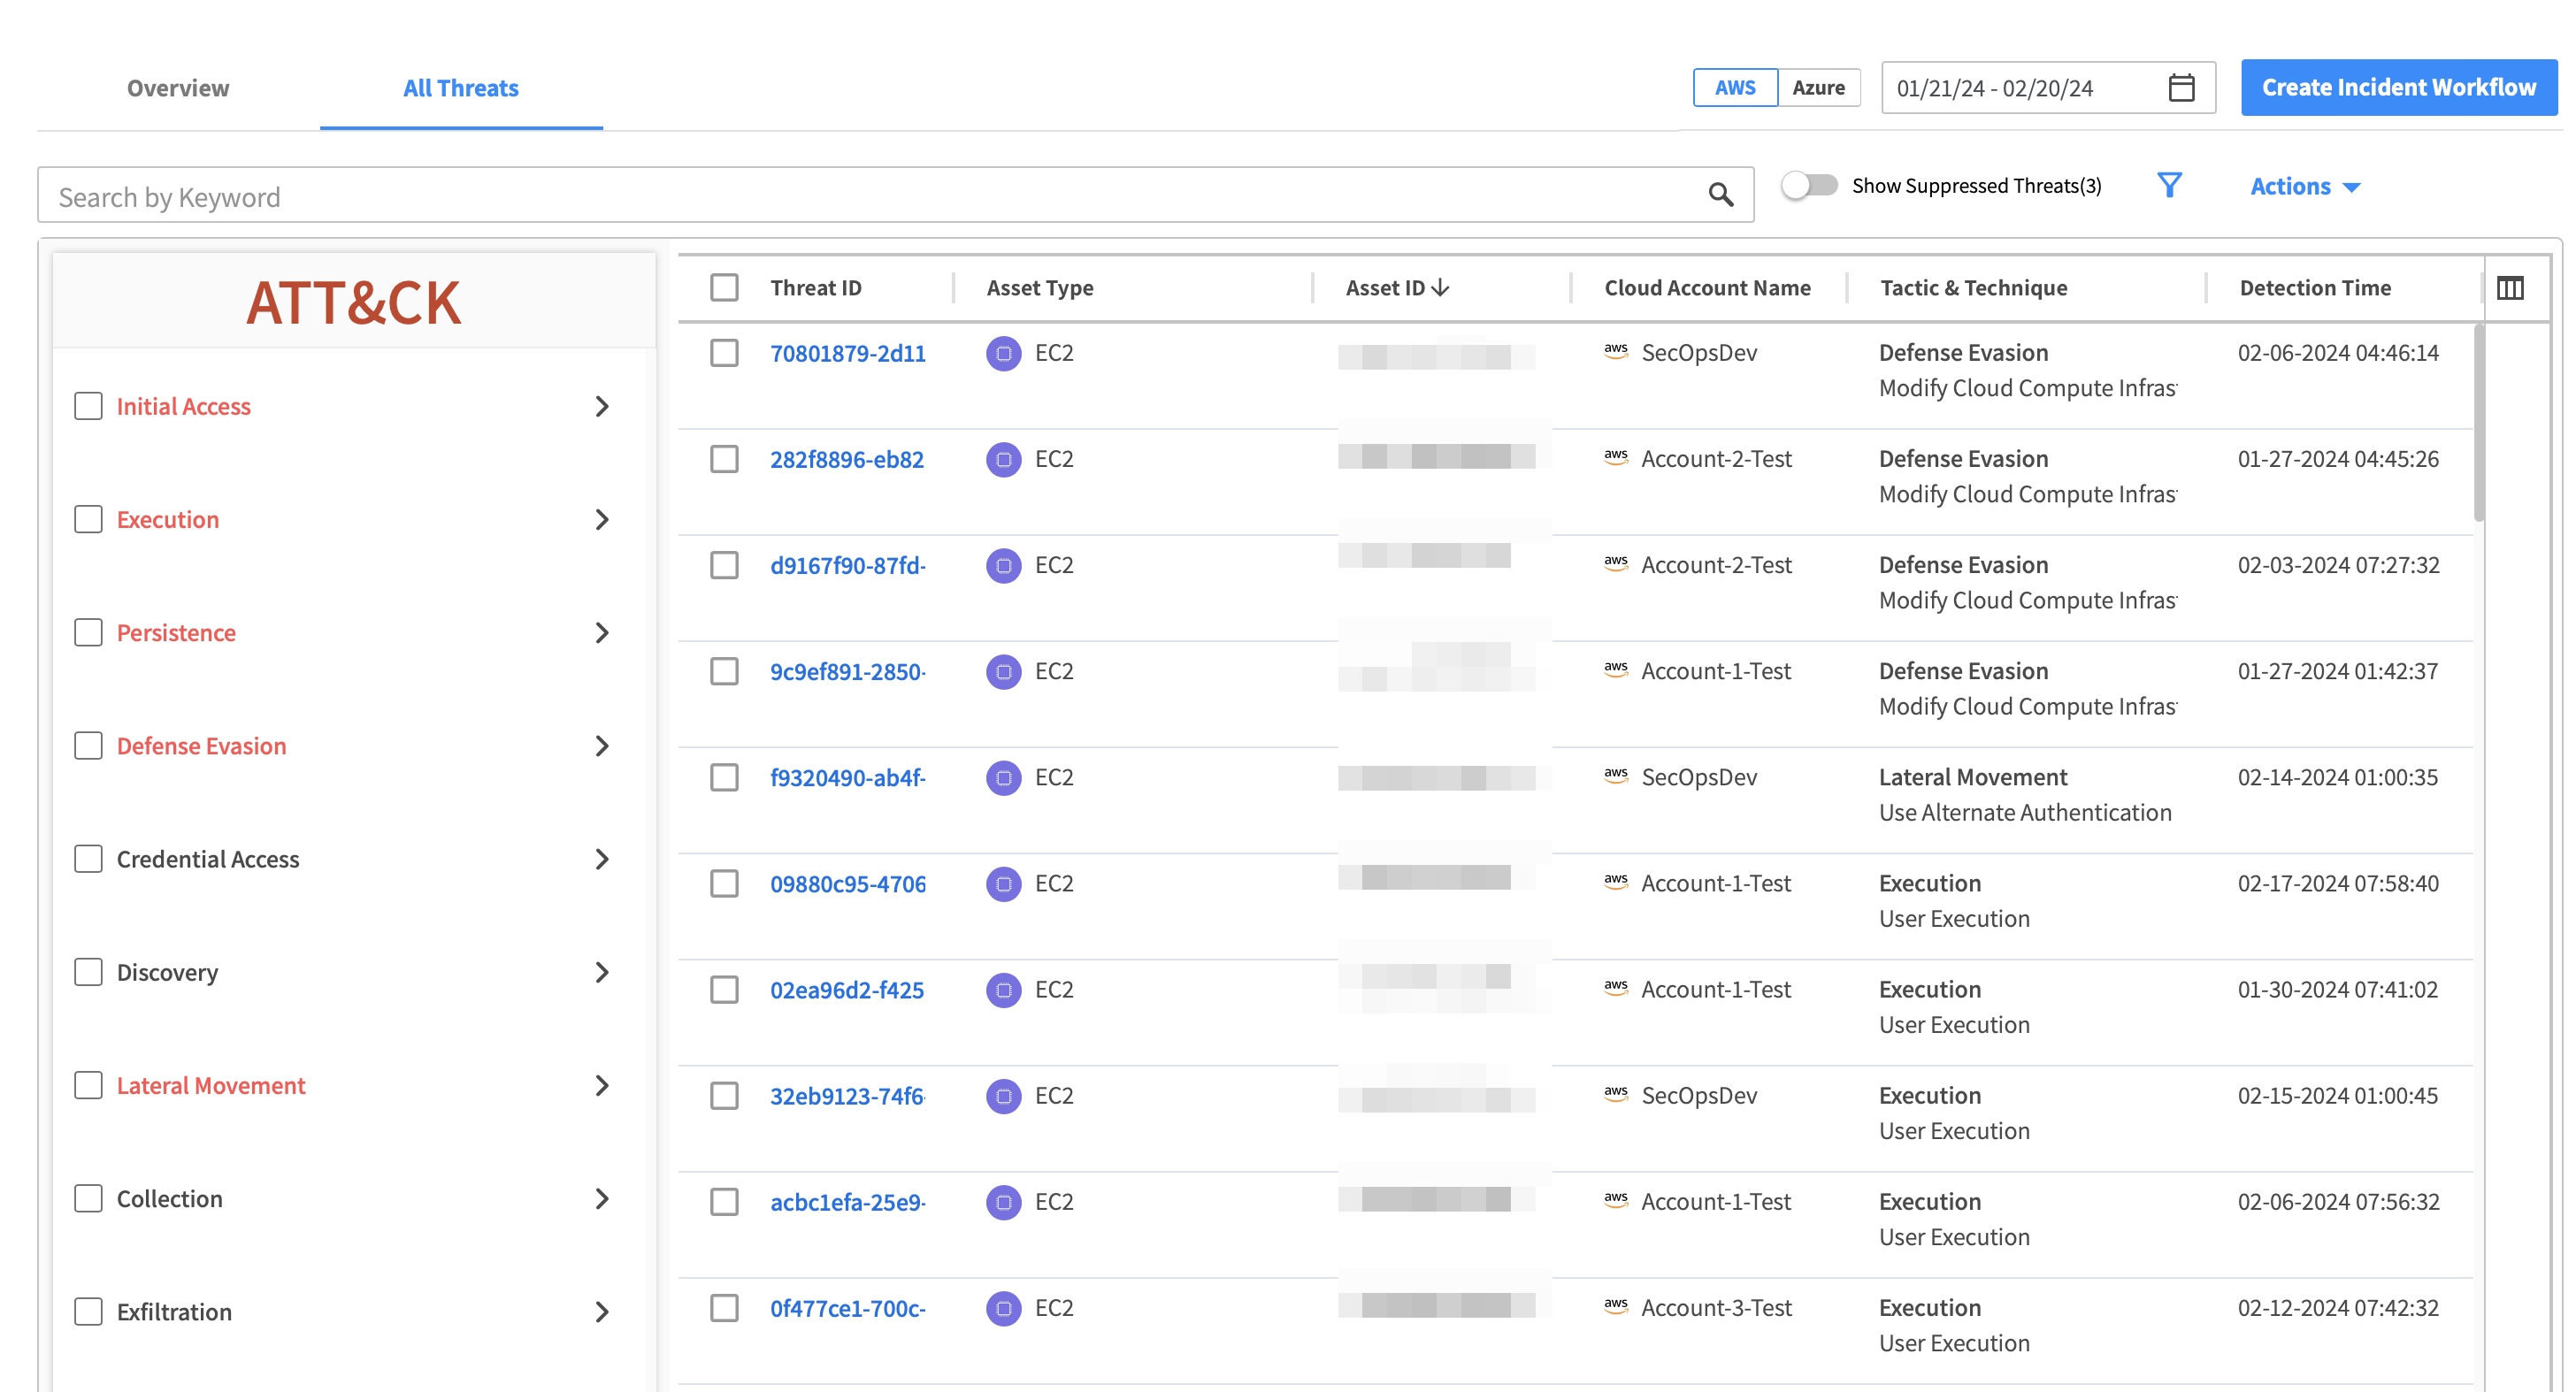 Overview
All Threats
AWS
Azure
01/21/24 - 02/20/24
Create Incident Workflow
Search by Keyword
Show Suppressed Threats(3)
Actions
ATT&CK
Initial Access
Execution
Persistence
Defense Evasion
Credential Access
Discovery
Lateral Movement
Collection
Exfiltration
Threat ID Asset Type Asset ID Cloud Account Name Tactic & Technique Detection Time
70801879-2d11 EC2 aws SecOpsDev Defense Evasion 02-06-2024 04:46:14
Modify Cloud Compute Infras
282f8896-eb82 EC2 aws Account-2-Test Defense Evasion 01-27-2024 04:45:26
Modify Cloud Compute Infras
d9167f90-87fd- EC2 aws Account-2-Test Defense Evasion 02-03-2024 07:27:32
Modify Cloud Compute Infras
9c9ef891-2850- EC2 aws Account-1-Test Defense Evasion 01-27-2024 01:42:37
Modify Cloud Compute Infras
f9320490-ab4f- EC2 aws SecOpsDev Lateral Movement 02-14-2024 01:00:35
Use Alternate Authentication
09880c95-4706 EC2 aws Account-1-Test Execution 02-17-2024 07:58:40
User Execution
02ea96d2-f425 EC2 aws Account-1-Test Execution 01-30-2024 07:41:02
User Execution
32eb9123-74f6- EC2 aws SecOpsDev Execution 02-15-2024 01:00:45
User Execution
acbc1efa-25e9- EC2 aws Account-1-Test Execution 02-06-2024 07:56:32
User Execution
0f477ce1-700c- EC2 aws Account-3-Test Execution 02-12-2024 07:42:32
User Execution